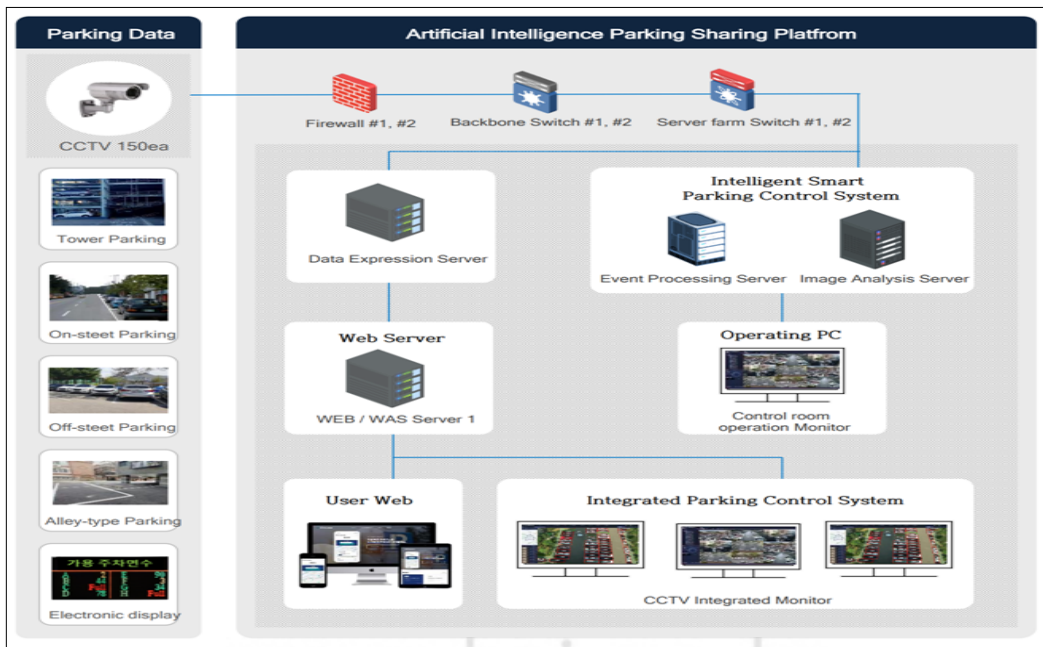 Parking Data
CCTV 150ea
Tower Parking
On-steet Parking
Off-steet Parking
Alley-type Parking
가용 주차면수
Electronic display
Artificial Intelligence Parking Sharing Platfrom
Firewall #1, #2
Backbone Switch #1, #2
Server farm Switch #1, #2
Data Expression Server
Intelligent Smart
Parking Control System
Event Processing Server
Image Analysis Server
Web Server
WEB / WAS Server 1
Operating PC
Control room
operation Monitor
User Web
Integrated Parking Control System
CCTV Integrated Monitor